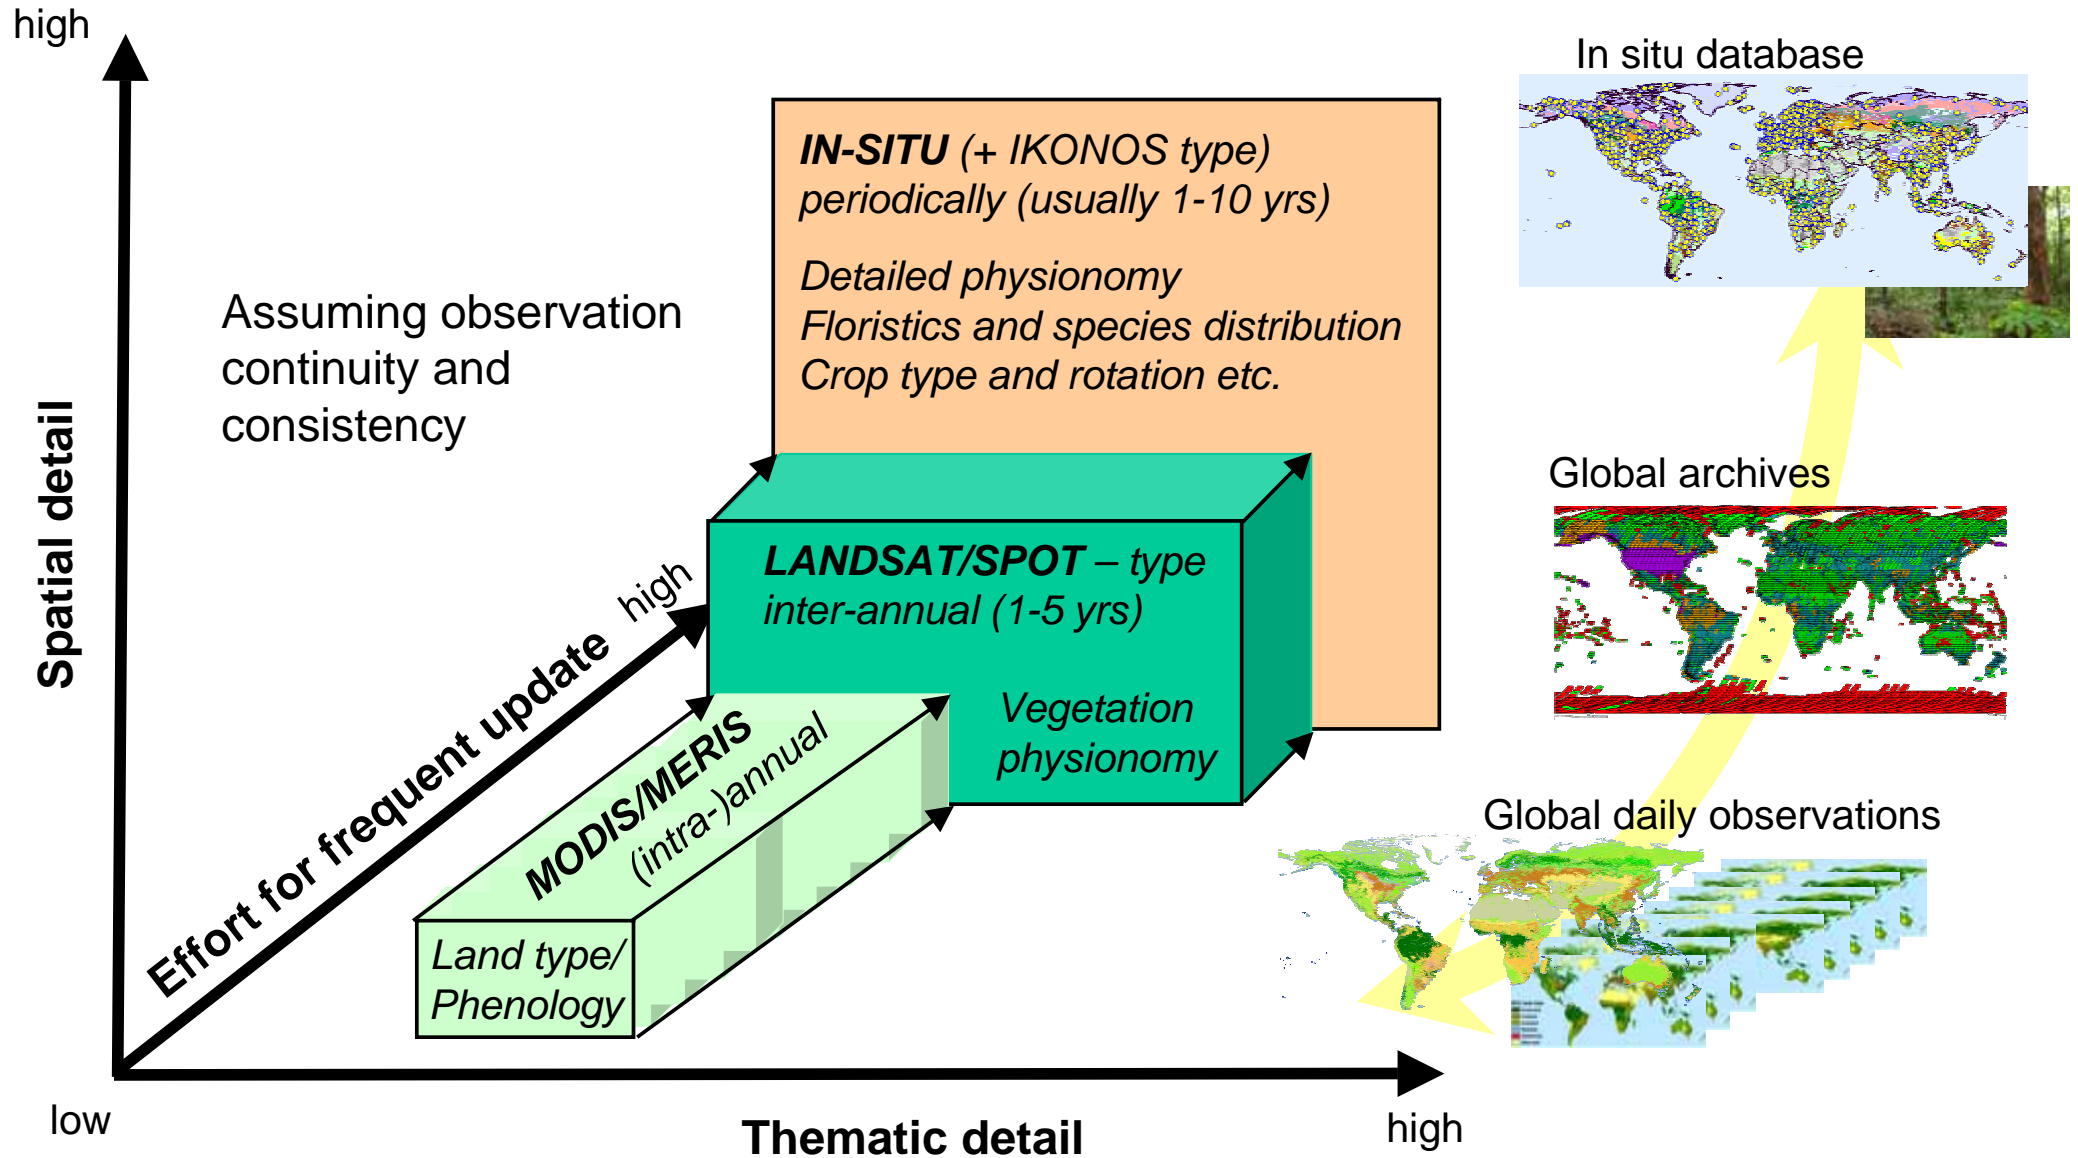 high
In situ database
IN-SITU (+ IKONOS type)
periodically (usually 1-10 yrs)
Detailed physionomy
Floristics and species distribution
Crop type and rotation etc.
Assuming observation
continuity and
consistency
Spatial detail
Global archives
LANDSAT/SPOT – type
inter-annual (1-5 yrs)
Vegetation
physionomy
high
Effort for frequent update
MODIS/MERIS
(intra-)annual
Land type/
Phenology
Global daily observations
low
Thematic detail
high